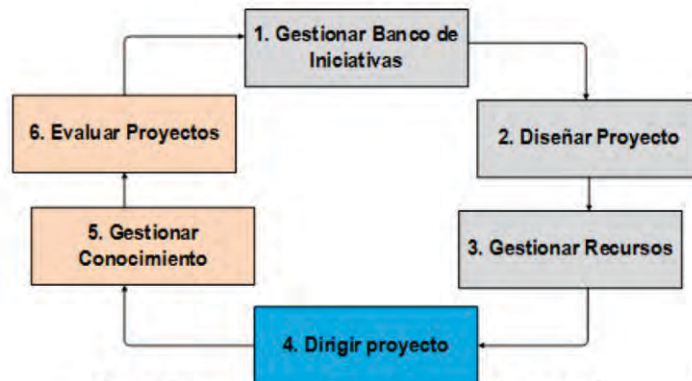 1. Gestionar Banco de
Iniciativas
2. Diseñar Proyecto
3. Gestionar Recursos
4. Dirigir proyecto
5. Gestionar
Conocimiento
6. Evaluar Proyectos